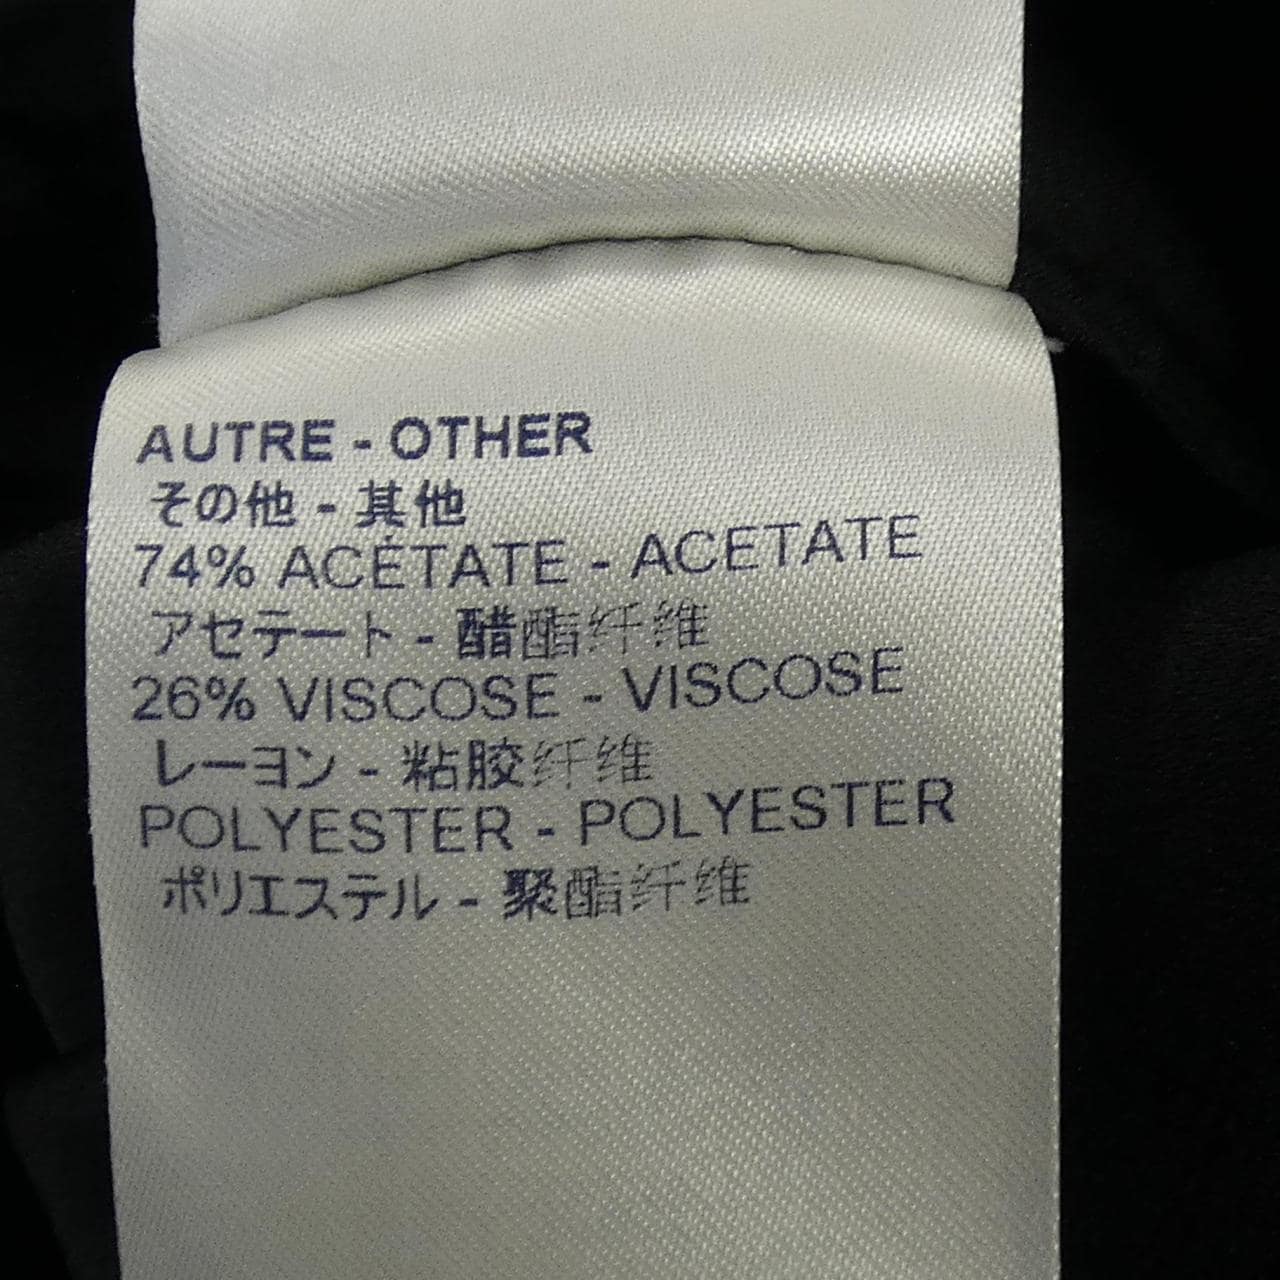 AUTRE - OTHER
その他 - 其他
74% ACÉTATE - ACETATE
アセテート - 醋酯纤维
26% VISCOSE - VISCOSE
レーヨン - 粘胶纤维
POLYESTER - POLYESTER
ポリエステル - 聚酯纤维